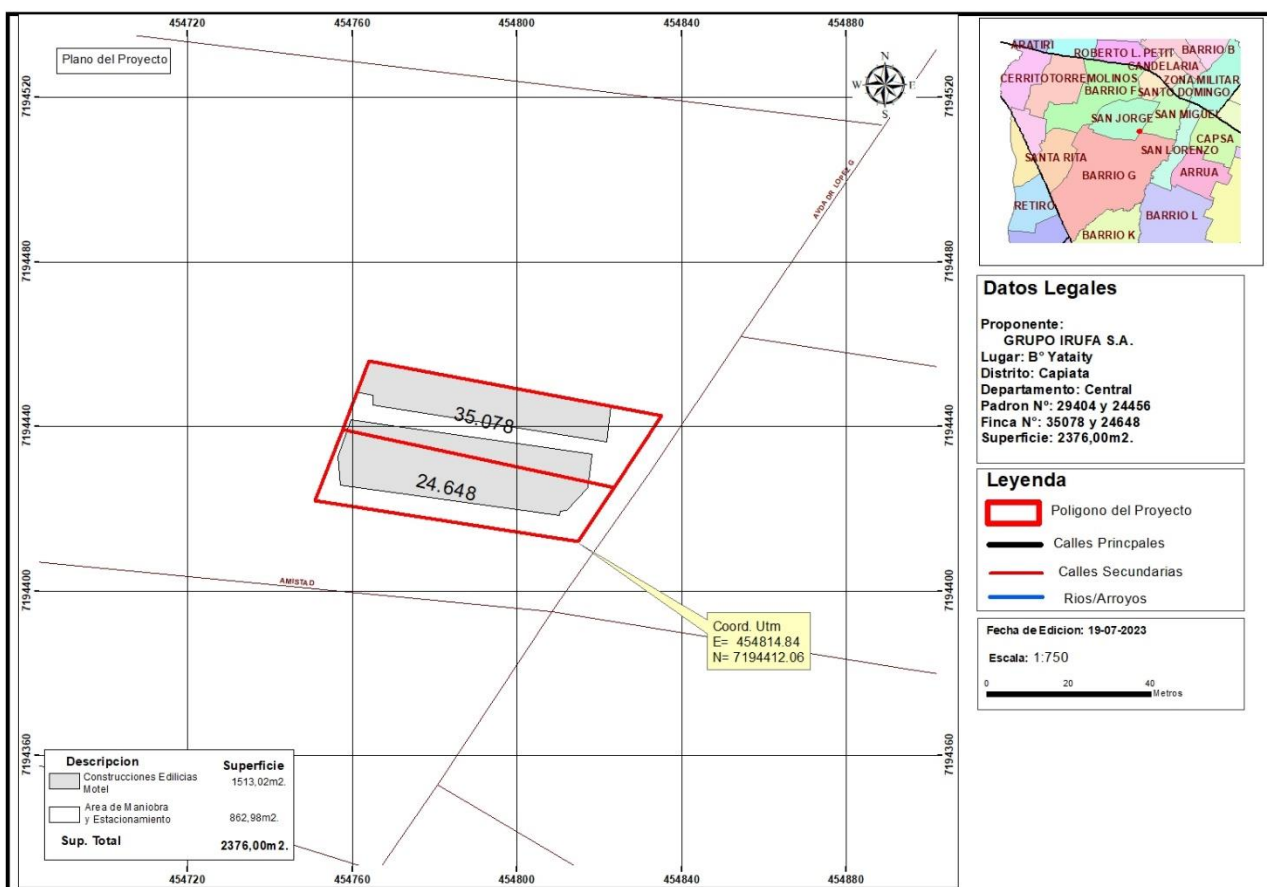 454720 454760 454800 454840 454880
Plano del Proyecto
N
W E
S
7194520 7194520
AVDA DR LOPEZ G
7194480 7194480
7194440 7194440
35.078
24.648
AMISTAD
7194400 7194400
Coord. Utm
E= 454814.84
N= 7194412.06
7194360 7194360
Descripcion Superficie
Construcciones Edilicias
Motel 1513,02m2.
Area de Maniobra
y Estacionamiento 862,98m2.
Sup. Total 2376,00m2.
454720 454760 454800 454840 454880
ARATIRI
ROBERTO L. PETIT
BARRIO B
CANDELARIA
CERRITO
TORREMOLINOS
ZONA MILITAR
BARRIO F
SANTO DOMINGO
SAN JORGE
SAN MIGUEL
CAPSA
SAN LORENZO
SANTA RITA
BARRIO G
ARRUA
RETIRO
BARRIO L
BARRIO K
Datos Legales
Proponente:
GRUPO IRUFA S.A.
Lugar: B° Yataity
Distrito: Capiata
Departamento: Central
Padron N°: 29404 y 24456
Finca N°: 35078 y 24648
Superficie: 2376,00m2.
Leyenda
Poligono del Proyecto
Calles Princpales
Calles Secundarias
Rios/Arroyos
Fecha de Edicion: 19-07-2023
Escala: 1:750
0 20 40
Metros